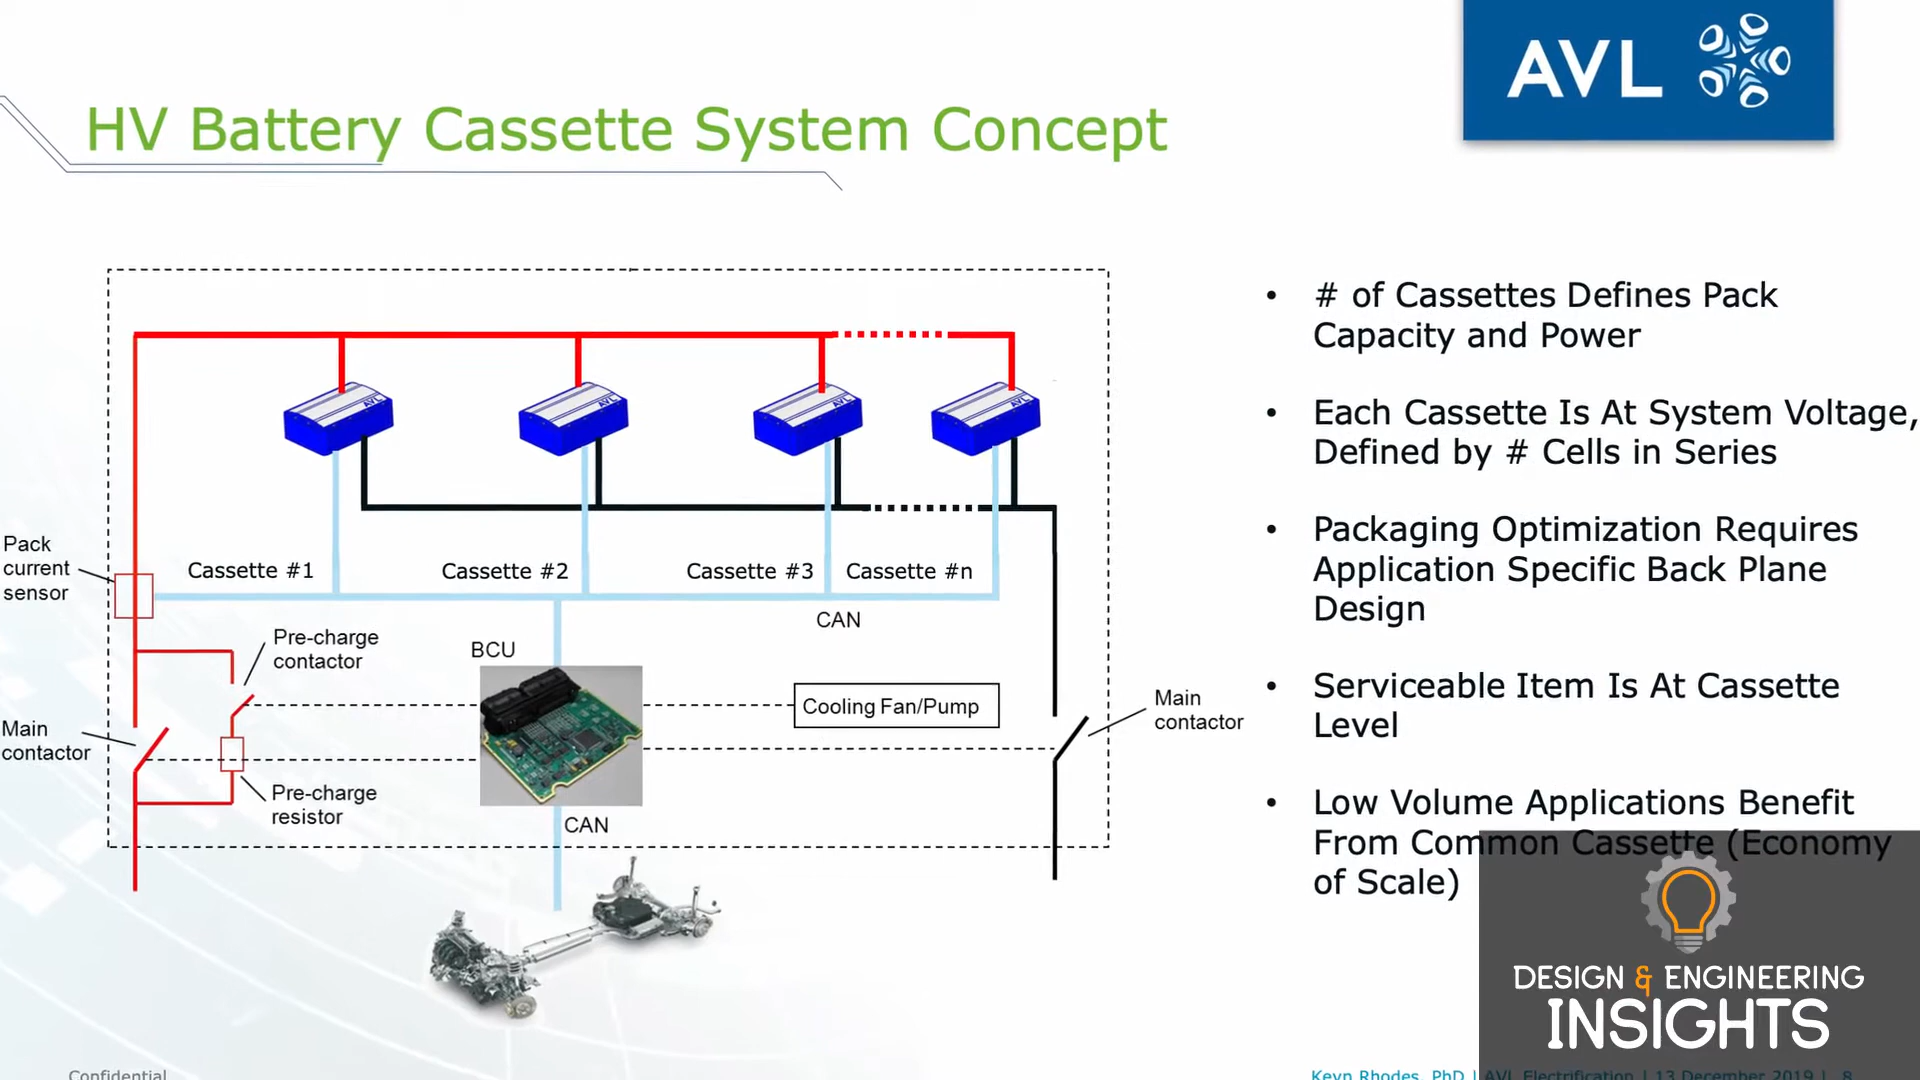 AVL
HV Battery Cassette System Concept
• # of Cassettes Defines Pack
Capacity and Power
• Each Cassette Is At System Voltage,
Defined by # Cells in Series
• Packaging Optimization Requires
Application Specific Back Plane
Design
• Serviceable Item Is At Cassette
Level
• Low Volume Applications Benefit
From Common Cassette (Economy
of Scale)
AVL
AVL
AVL
AVL
Pack
current
sensor
Cassette #1
Cassette #2
Cassette #3
Cassette #n
CAN
Pre-charge
contactor
BCU
Cooling Fan/Pump
Main
contactor
Main
contactor
Pre-charge
resistor
CAN
DESIGN & ENGINEERING
INSIGHTS
Confidential
Kevn Rhodes, PhD | AVL Electrification | 13 December 2019 | 8